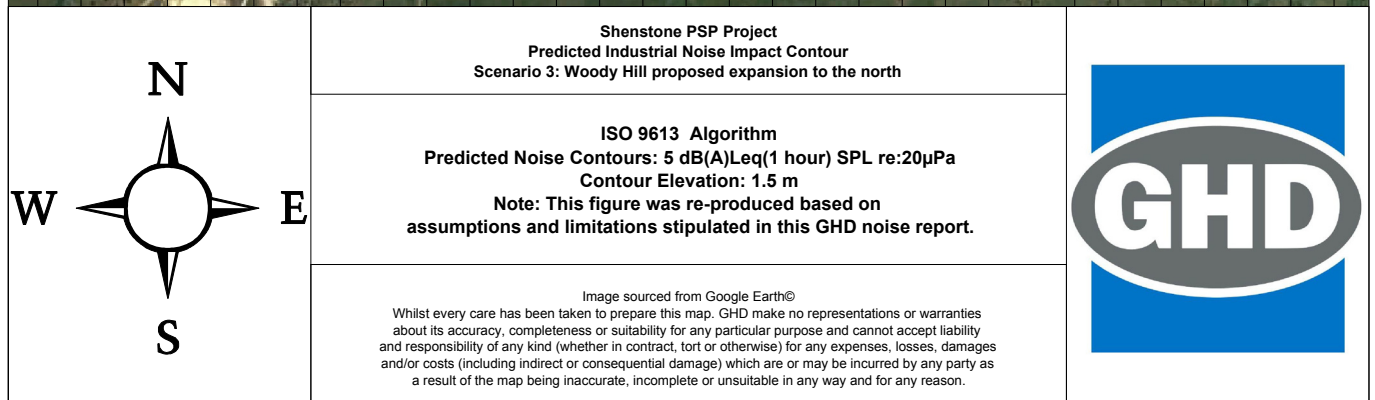 Shenstone PSP Project
Predicted Industrial Noise Impact Contour
Scenario 3: Woody Hill proposed expansion to the north
N
W
E
S
ISO 9613 Algorithm
Predicted Noise Contours: 5 dB(A)Leq(1 hour) SPL re:20µPa
Contour Elevation: 1.5 m
Note: This figure was re-produced based on
assumptions and limitations stipulated in this GHD noise report.
Image sourced from Google Earth©
Whilst every care has been taken to prepare this map. GHD make no representations or warranties
about its accuracy, completeness or suitability for any particular purpose and cannot accept liability
and responsibility of any kind (whether in contract, tort or otherwise) for any expenses, losses, damages
and/or costs (including indirect or consequential damage) which are or may be incurred by any party as
a result of the map being inaccurate, incomplete or unsuitable in any way and for any reason.
GHD